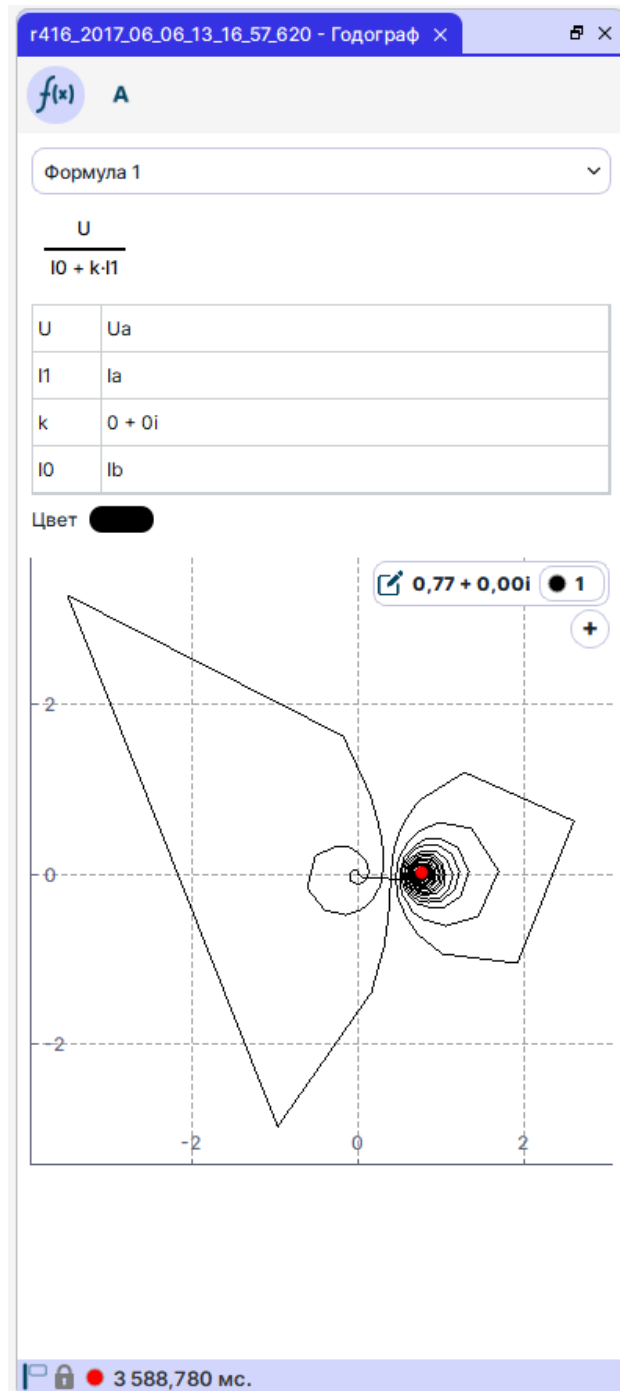 r416_2017_06_06_13_16_57_620 - Годограф ×
f(x) A
Формула 1
U
I0 + k·I1
U Ua
I1 Ia
k 0 + 0i
I0 Ib
Цвет
0,77 + 0,00i 1
+
2
0
-2
-2 0 2
3 588,780 мс.